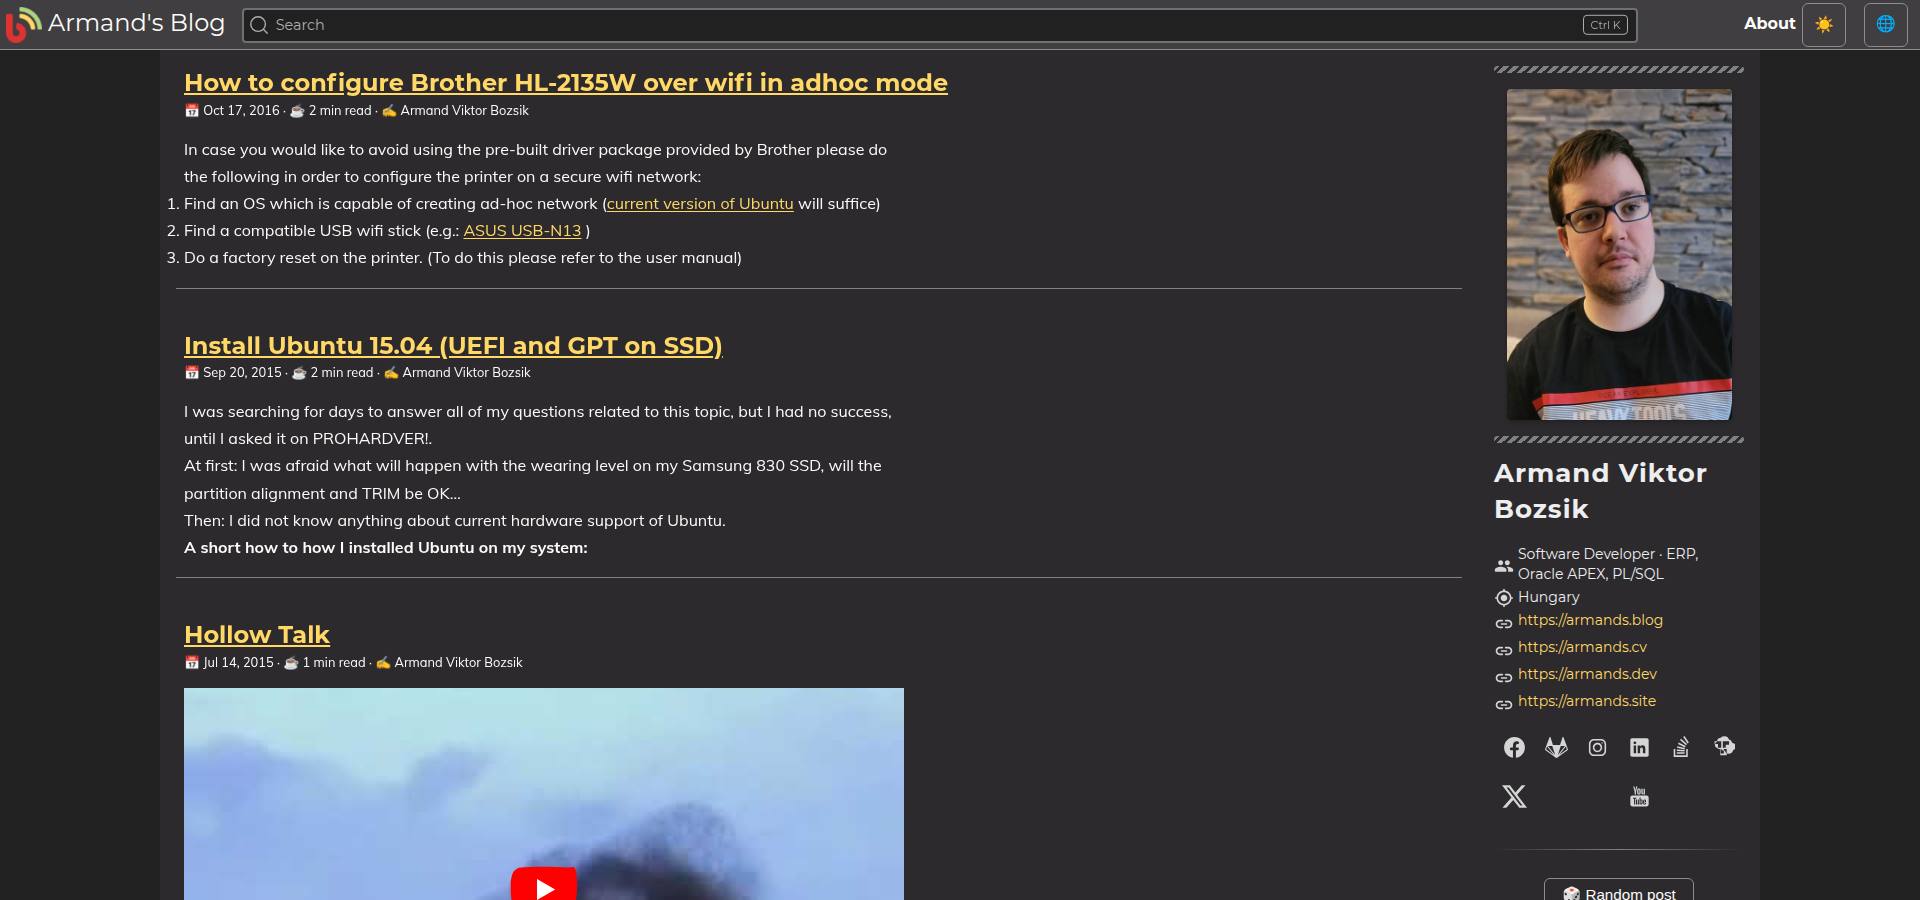 Armand's Blog
Search
Ctrl K
About
How to configure Brother HL-2135W over wifi in adhoc mode
Oct 17, 2016 · 2 min read · Armand Viktor Bozsik
In case you would like to avoid using the pre-built driver package provided by Brother please do
the following in order to configure the printer on a secure wifi network:
1. Find an OS which is capable of creating ad-hoc network (current version of Ubuntu will suffice)
2. Find a compatible USB wifi stick (e.g.: ASUS USB-N13 )
3. Do a factory reset on the printer. (To do this please refer to the user manual)
Install Ubuntu 15.04 (UEFI and GPT on SSD)
Sep 20, 2015 · 2 min read · Armand Viktor Bozsik
I was searching for days to answer all of my questions related to this topic, but I had no success,
until I asked it on PROHARDVER!.
At first: I was afraid what will happen with the wearing level on my Samsung 830 SSD, will the
partition alignment and TRIM be OK...
Then: I did not know anything about current hardware support of Ubuntu.
A short how to how I installed Ubuntu on my system:
Hollow Talk
Jul 14, 2015 · 1 min read · Armand Viktor Bozsik
HEAVY TOOLS
Armand Viktor
Bozsik
Software Developer · ERP,
Oracle APEX, PL/SQL
Hungary
https://armands.blog
https://armands.cv
https://armands.dev
https://armands.site
You
Tube
Random post